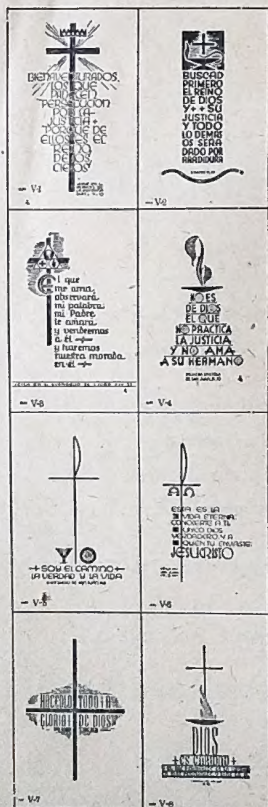 BIENAVENTURADOS
LOS QUE
PADECEN
PERSECUCION
POR LA
JUSTICIA
PORQUE DE
ELLOS ES EL
REINO
DE LOS
CIELOS
V-1
BUSCAD
PRIMERO
EL REINO
DE DIOS
Y SU
JUSTICIA
Y TODO
LO DEMAS
OS SERA
DADO POR
AÑADIDURA
V-2
El que
me ama,
observará
mi palabra
mi Padre
le amará
y vendremos
a él
y haremos
nuestra morada
en él
V-3
NO ES
DE DIOS
EL QUE
NO PRACTICA
LA JUSTICIA
Y NO AMA
A SU HERMANO
V-4
SOY EL CAMINO
LA VERDAD Y LA VIDA
V-5
ESTA ES LA
VIDA ETERNA:
CONOCERTE A TI
UNICO DIOS
VERDADERO Y A
QUIEN TU ENVIASTE:
JESUCRISTO
V-6
HACEDLO TODO A
GLORIA DE DIOS
V-7
DIOS
ES CARIDAD
V-8